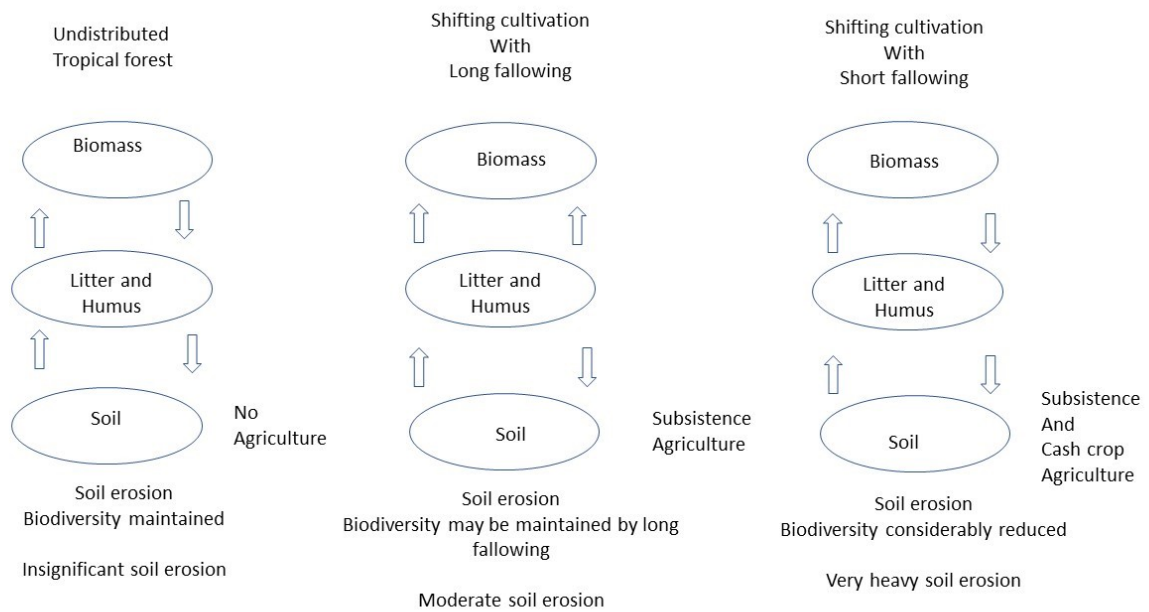 Undistributed
Tropical forest
Biomass
Litter and
Humus
Soil
No
Agriculture
Soil erosion
Biodiversity maintained
Insignificant soil erosion
Shifting cultivation
With
Long fallowing
Biomass
Litter and
Humus
Soil
Subsistence
Agriculture
Soil erosion
Biodiversity may be maintained by long
fallowing
Moderate soil erosion
Shifting cultivation
With
Short fallowing
Biomass
Litter and
Humus
Soil
Subsistence
And
Cash crop
Agriculture
Soil erosion
Biodiversity considerably reduced
Very heavy soil erosion